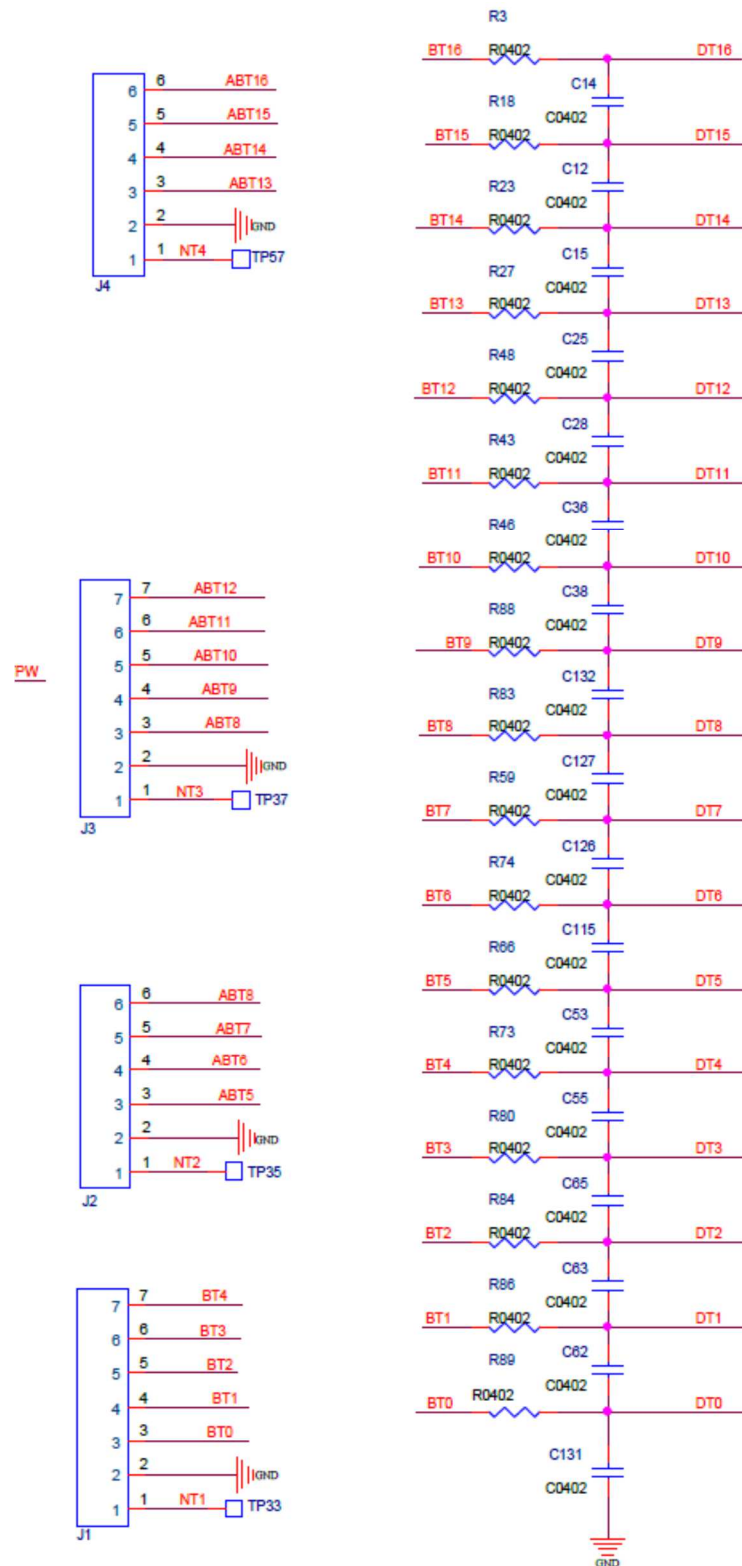 6 6 ABT16
5 5 ABT15
4 4 ABT14
3 3 ABT13
2 2 GND
1 1 NT4 TP57
J4
7 7 ABT12
6 6 ABT11
5 5 ABT10
4 4 ABT9
3 3 ABT8
2 2 GND
1 1 NT3 TP37
J3
PW
6 6 ABT8
5 5 ABT7
4 4 ABT6
3 3 ABT5
2 2 GND
1 1 NT2 TP35
J2
7 7 BT4
6 6 BT3
5 5 BT2
4 4 BT1
3 3 BT0
2 2 GND
1 1 NT1 TP33
J1
R3
BT16 R0402 DT16
C14
R18 C0402
BT15 R0402 DT15
C12
R23 C0402
BT14 R0402 DT14
C15
R27 C0402
BT13 R0402 DT13
C25
R48 C0402
BT12 R0402 DT12
C28
R43 C0402
BT11 R0402 DT11
C36
R46 C0402
BT10 R0402 DT10
C38
R88 C0402
BT9 R0402 DT9
C132
R83 C0402
BT8 R0402 DT8
C127
R59 C0402
BT7 R0402 DT7
C126
R74 C0402
BT6 R0402 DT6
C115
R66 C0402
BT5 R0402 DT5
C53
R73 C0402
BT4 R0402 DT4
C55
R80 C0402
BT3 R0402 DT3
C65
R84 C0402
BT2 R0402 DT2
C63
R86 C0402
BT1 R0402 DT1
C62
R89 C0402
BT0 R0402 DT0
C131
C0402
GND